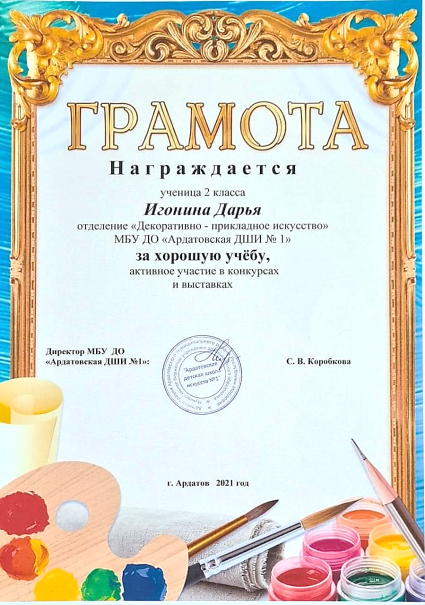 ГРАМОТА
Награждается
ученица 2 класса
Игонина Дарья
отделение «Декоративно - прикладное искусство»
МБУ ДО «Ардатовская ДШИ № 1»
за хорошую учёбу,
активное участие в конкурсах
и выставках
Директор МБУ ДО
«Ардатовская ДШИ №1»:
С. В. Коробкова
"Ардатовская
детская школа
искусств №1"
г. Ардатов 2021 год